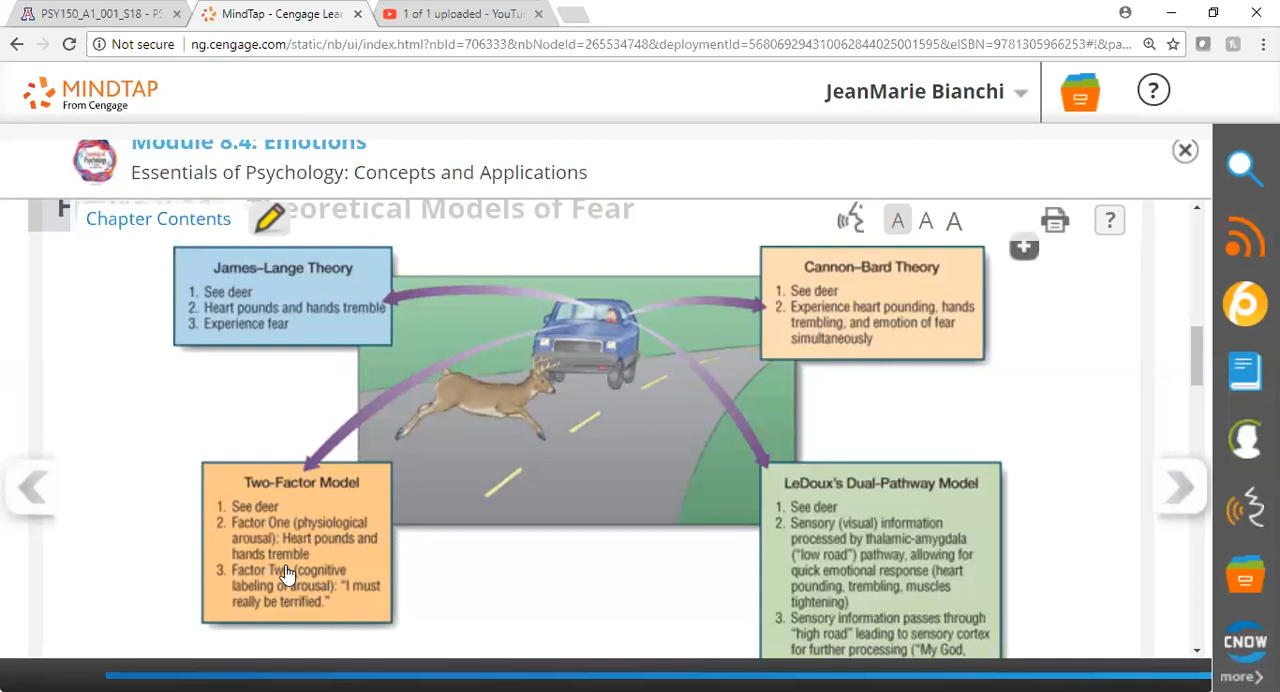 PSY150_A1_001_S18 - PS
MindTap - Cengage Lea
1 of 1 uploaded - YouTu
Not secure
ng.cengage.com/static/nb/ui/index.html?nbId=706333&nbNodeId=265534748&deploymentId=568069294310062844025001595&eISBN=9781305966253#!&pa...
MINDTAP
From Cengage
JeanMarie Bianchi
?
Module 8.4: Emotions
Essentials of Psychology: Concepts and Applications
Chapter Contents
Theoretical Models of Fear
A A A
?
James–Lange Theory
1. See deer
2. Heart pounds and hands tremble
3. Experience fear
Cannon–Bard Theory
1. See deer
2. Experience heart pounding, hands
trembling, and emotion of fear
simultaneously
Two-Factor Model
1. See deer
2. Factor One (physiological
arousal): Heart pounds and
hands tremble
3. Factor Two (cognitive
labeling of arousal): “I must
really be terrified.”
LeDoux’s Dual-Pathway Model
1. See deer
2. Sensory (visual) information
processed by thalamic-amygdala
(“low road”) pathway, allowing for
quick emotional response (heart
pounding, trembling, muscles
tightening)
3. Sensory information passes through
“high road” leading to sensory cortex
for further processing (“My God,
CNOW
more